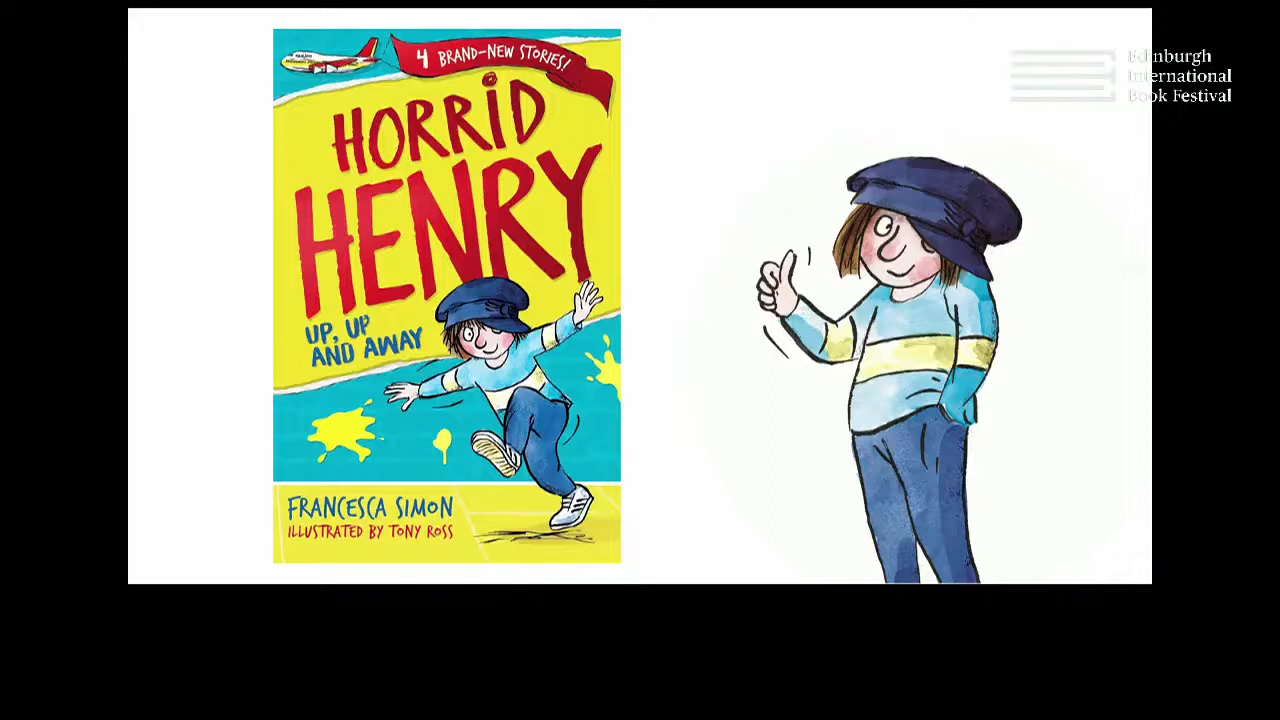 4 BRAND-NEW STORIES!
HORRID
HENRY
UP, UP
AND AWAY
FRANCESCA SIMON
ILLUSTRATED BY TONY ROSS
Edinburgh
International
Book Festival